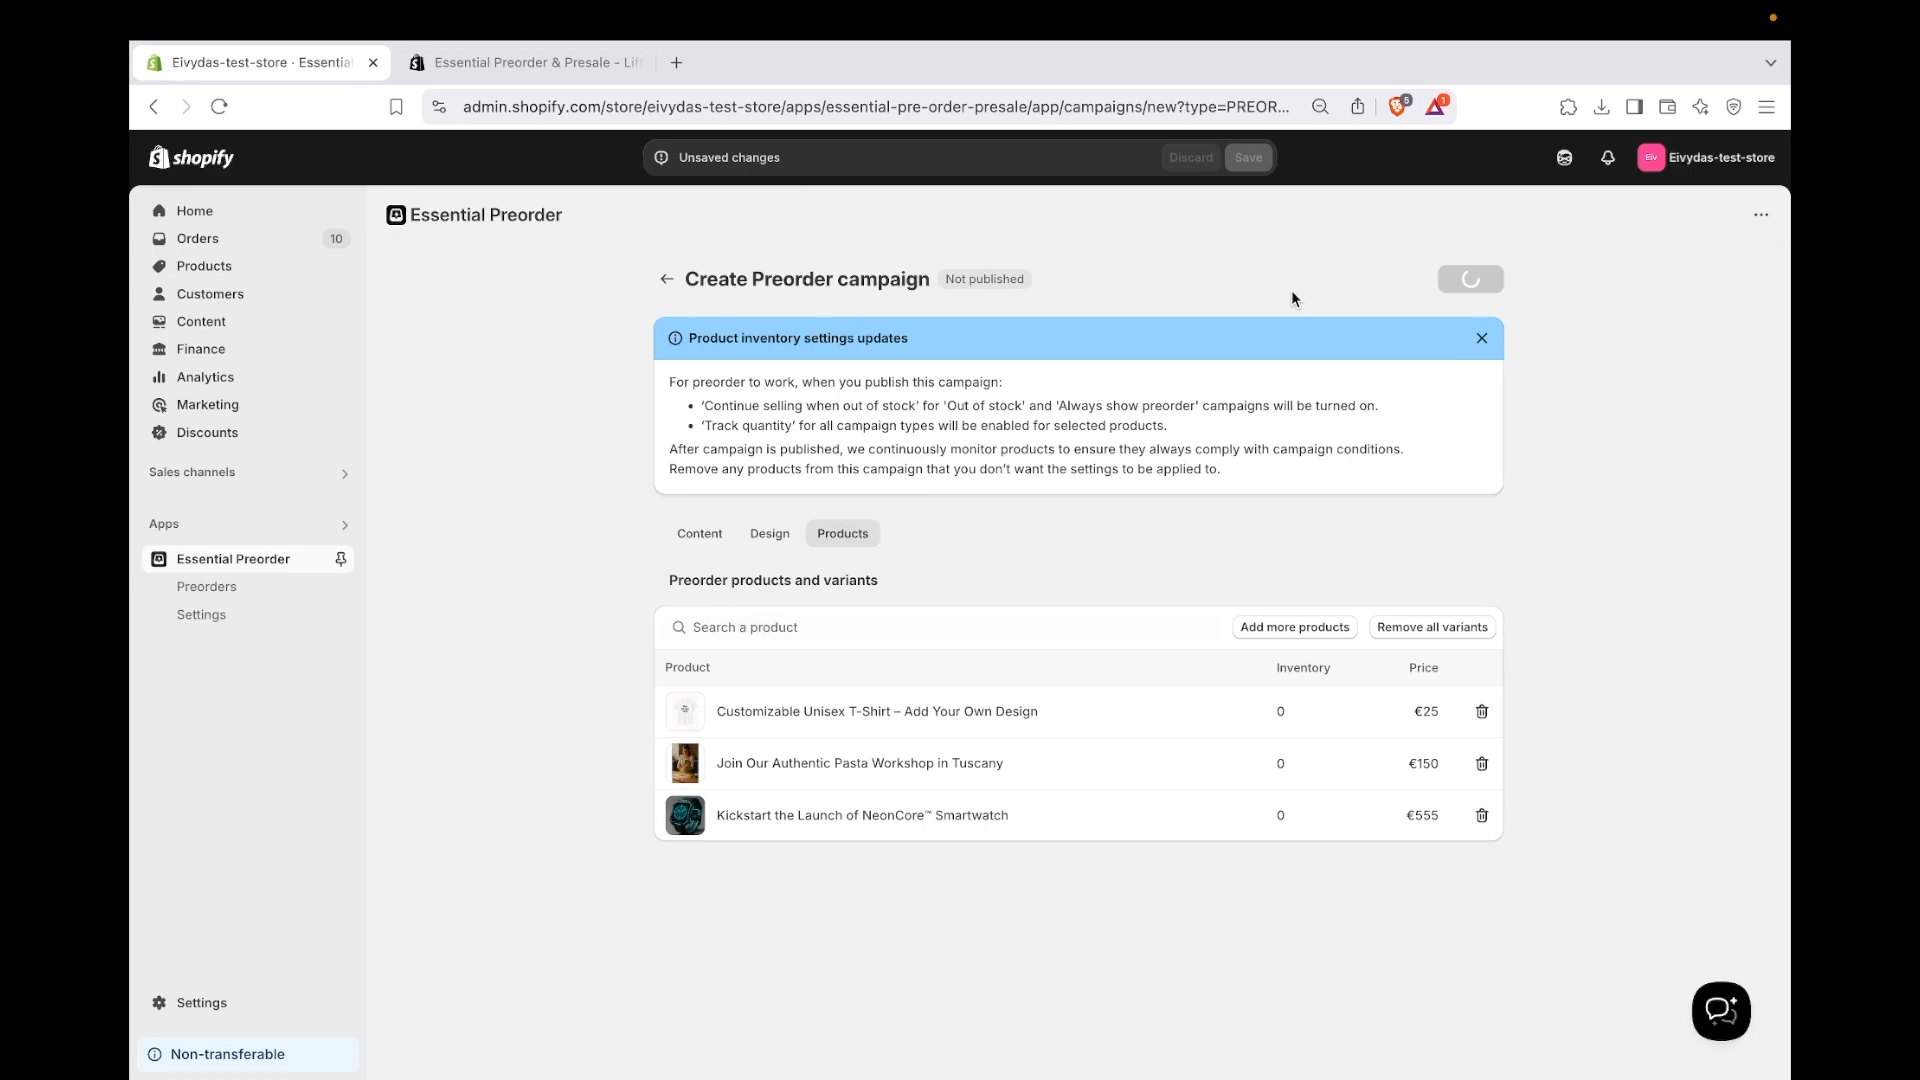 Eivydas-test-store · Essential
Essential Preorder & Presale - Lif
admin.shopify.com/store/eivydas-test-store/apps/essential-pre-order-presale/app/campaigns/new?type=PREOR...
5
1
shopify
Unsaved changes
Discard
Save
Eiv
Eivydas-test-store
Home
Orders
10
Products
Customers
Content
Finance
Analytics
Marketing
Discounts
Sales channels
Apps
Essential Preorder
Preorders
Settings
Settings
Non-transferable
Essential Preorder
Create Preorder campaign
Not published
Product inventory settings updates
For preorder to work, when you publish this campaign:
• ‘Continue selling when out of stock’ for 'Out of stock' and 'Always show preorder' campaigns will be turned on.
• ‘Track quantity’ for all campaign types will be enabled for selected products.
After campaign is published, we continuously monitor products to ensure they always comply with campaign conditions.
Remove any products from this campaign that you don’t want the settings to be applied to.
Content
Design
Products
Preorder products and variants
Search a product
Add more products
Remove all variants
Product
Inventory
Price
Customizable Unisex T-Shirt – Add Your Own Design
0
€25
Join Our Authentic Pasta Workshop in Tuscany
0
€150
Kickstart the Launch of NeonCore™ Smartwatch
0
€555